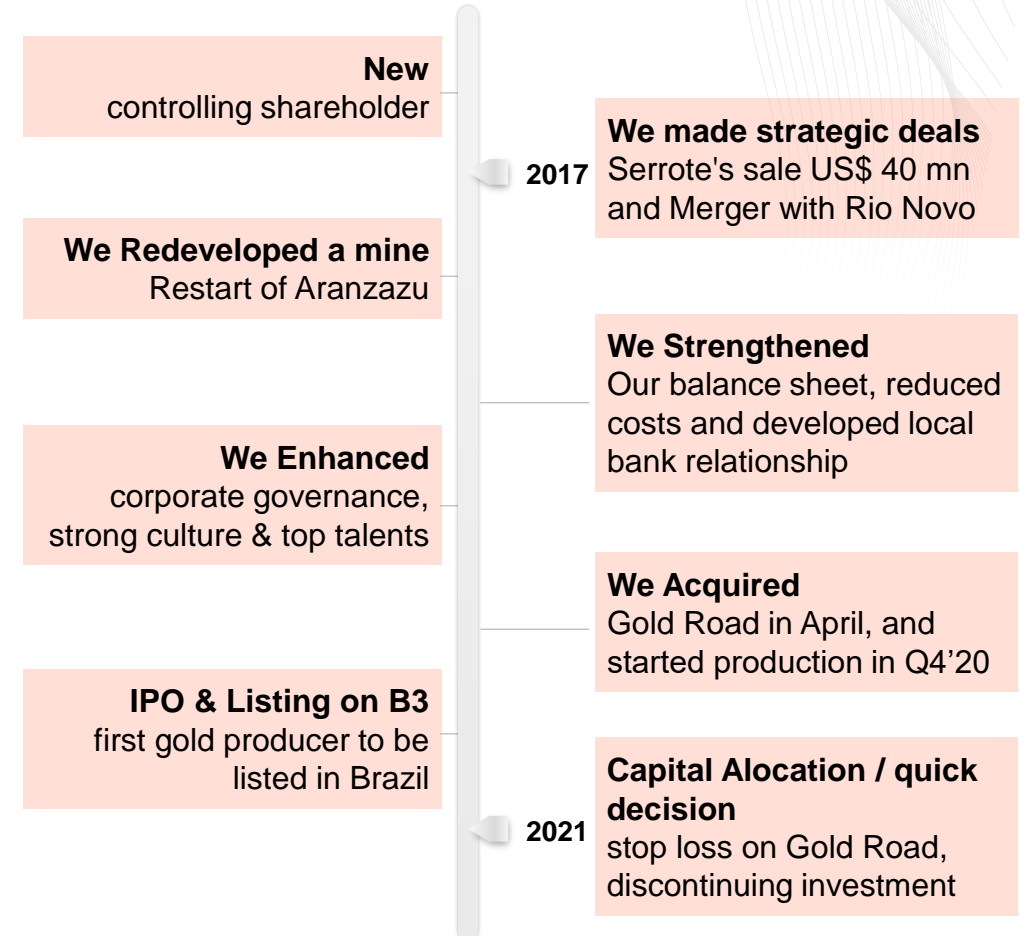 New
controlling shareholder
2017
We made strategic deals
Serrote's sale US$ 40 mn
and Merger with Rio Novo
We Redeveloped a mine
Restart of Aranzazu
We Strengthened
Our balance sheet, reduced
costs and developed local
bank relationship
We Enhanced
corporate governance,
strong culture & top talents
We Acquired
Gold Road in April, and
started production in Q4’20
IPO & Listing on B3
first gold producer to be
listed in Brazil
2021
Capital Alocation / quick
decision
stop loss on Gold Road,
discontinuing investment